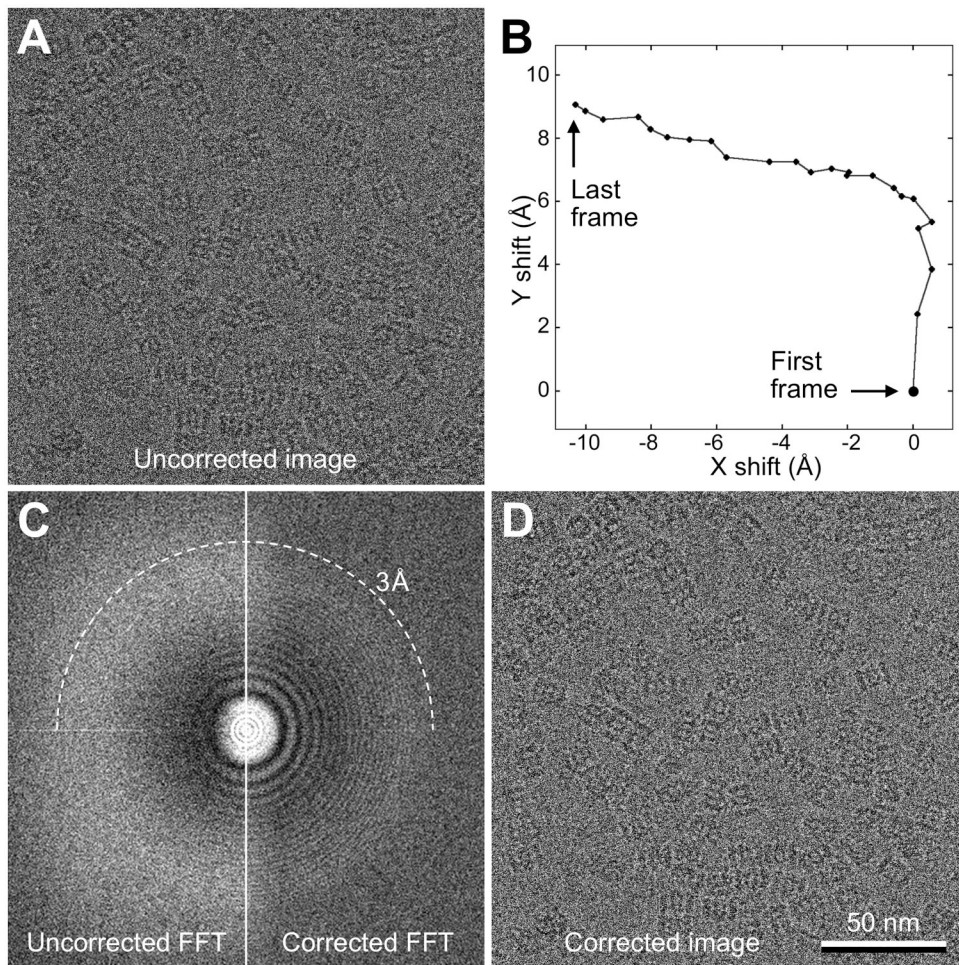 A
Uncorrected image
B
10
8
6
4
2
0
Y shift (Å)
Last
frame
First
frame
-10
-8
-6
-4
-2
0
X shift (Å)
C
3Å
Uncorrected FFT
Corrected FFT
D
50 nm
Corrected image